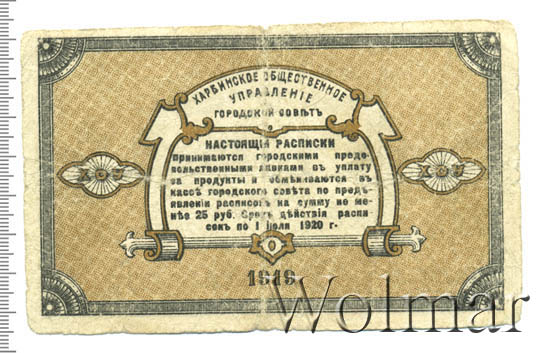 ХАРБИНСКОЕ ОБЩЕСТВЕННОЕ
УПРАВЛЕНІЕ
ГОРОДСКОЙ СОВѢТЪ
НАСТОЯЩІЯ РАСПИСКИ
ПРИНИМАЮТСЯ ГОРОДСКИМИ ПРОДО-
ВОЛЬСТВЕННЫМИ ЛАВКАМИ ВЪ УПЛАТУ
ЗА ПРОДУКТЫ И ОБМѢНИВАЮТСЯ ВЪ
КАССѢ ГОРОДСКОГО СОВѢТА ПО ПРЕДЪ-
ЯВЛЕНІИ РАСПИСОКЪ НА СУММУ НЕ МЕ-
НѢЕ 25 РУБ. СРОКЪ ДѢЙСТВІЯ РАСПИ
СОКЪ ПО 1 ІЮЛЯ 1920 г.
Х О У
Х О У
1919
Wolmar